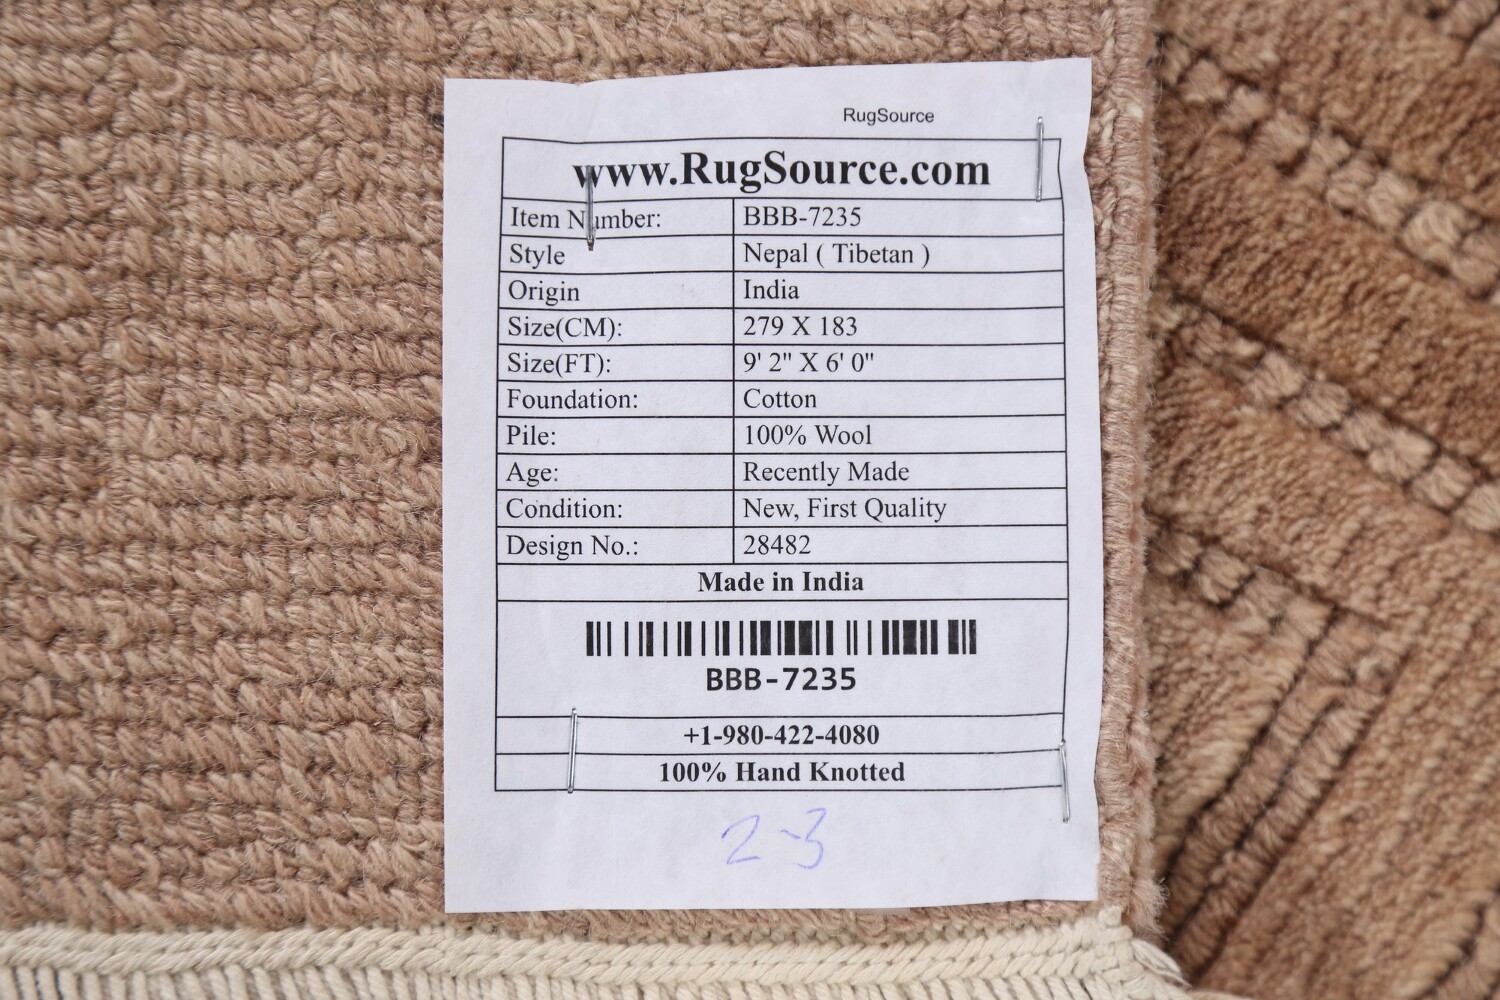 RugSource
www.RugSource.com
Item Number: BBB-7235
Style Nepal ( Tibetan )
Origin India
Size(CM): 279 X 183
Size(FT): 9' 2" X 6' 0"
Foundation: Cotton
Pile: 100% Wool
Age: Recently Made
Condition: New, First Quality
Design No.: 28482
Made in India
BBB-7235
+1-980-422-4080
100% Hand Knotted
2-3